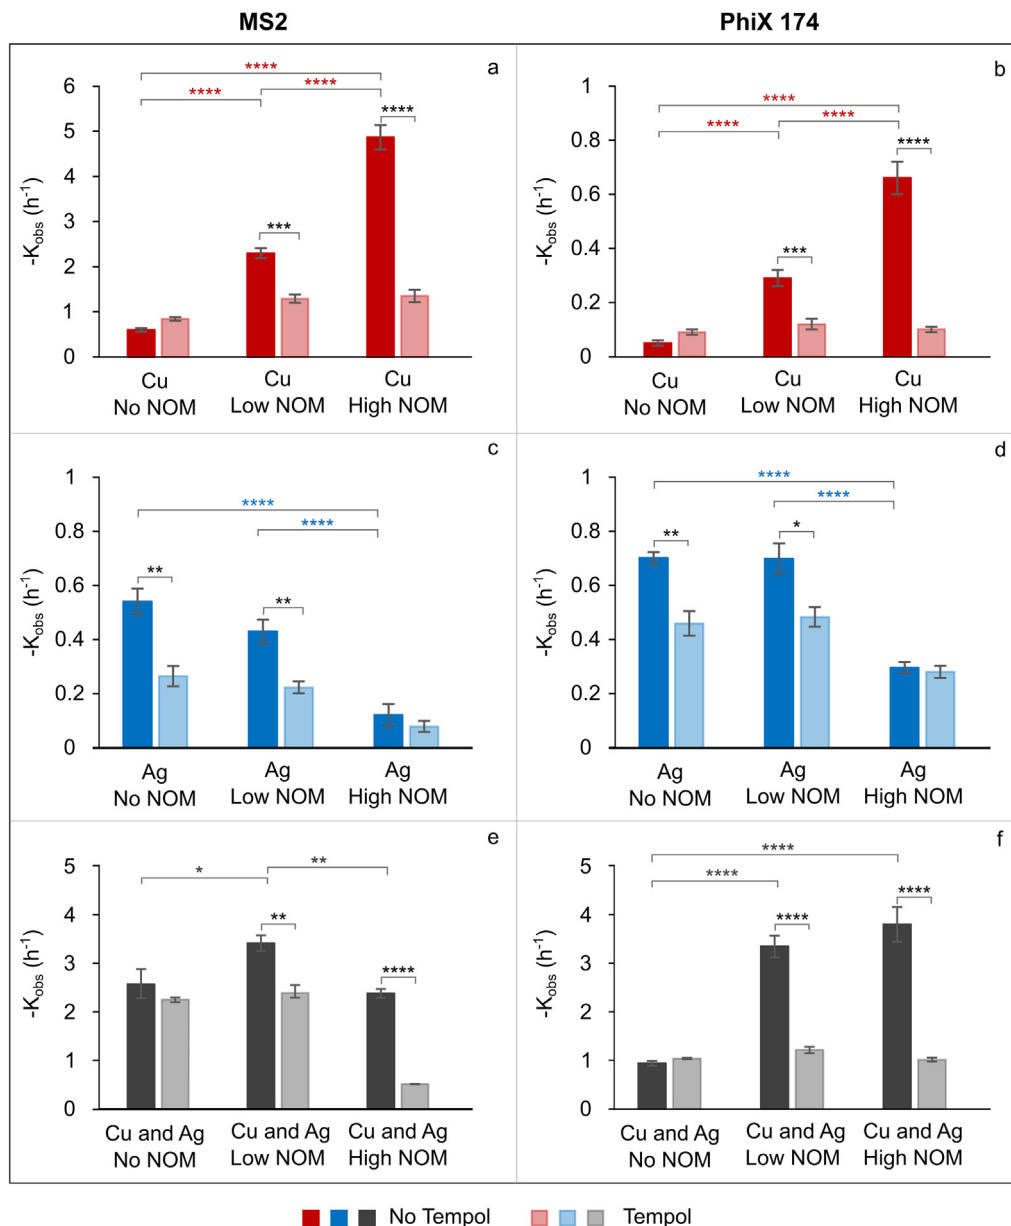 MS2
PhiX 174
a
****
**** ****
****
***
6
5
4
3
2
1
0
-Kobs (h-1)
Cu Cu Cu
No NOM Low NOM High NOM
b
****
**** ****
****
***
1
0.8
0.6
0.4
0.2
0
-Kobs (h-1)
Cu Cu Cu
No NOM Low NOM High NOM
c
****
****
**
**
1
0.8
0.6
0.4
0.2
0
-Kobs (h-1)
Ag Ag Ag
No NOM Low NOM High NOM
d
****
****
**
*
1
0.8
0.6
0.4
0.2
0
-Kobs (h-1)
Ag Ag Ag
No NOM Low NOM High NOM
e
* **
**
****
5
4
3
2
1
0
-Kobs (h-1)
Cu and Ag Cu and Ag Cu and Ag
No NOM Low NOM High NOM
f
****
****
****
****
5
4
3
2
1
0
-Kobs (h-1)
Cu and Ag Cu and Ag Cu and Ag
No NOM Low NOM High NOM
No Tempol Tempol